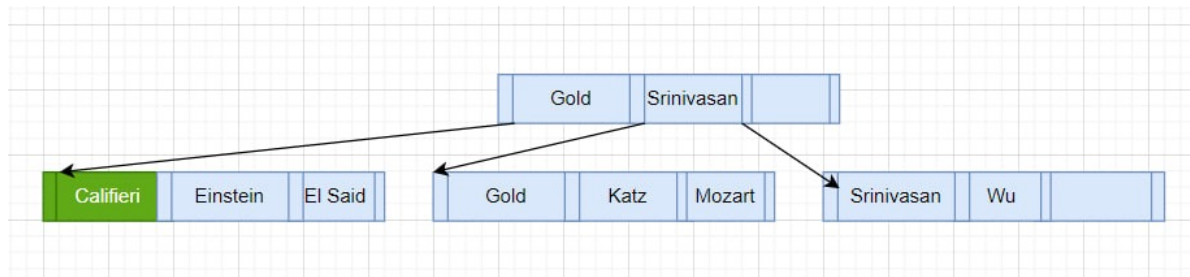 Gold Srinivasan
Califieri Einstein El Said Gold Katz Mozart Srinivasan Wu